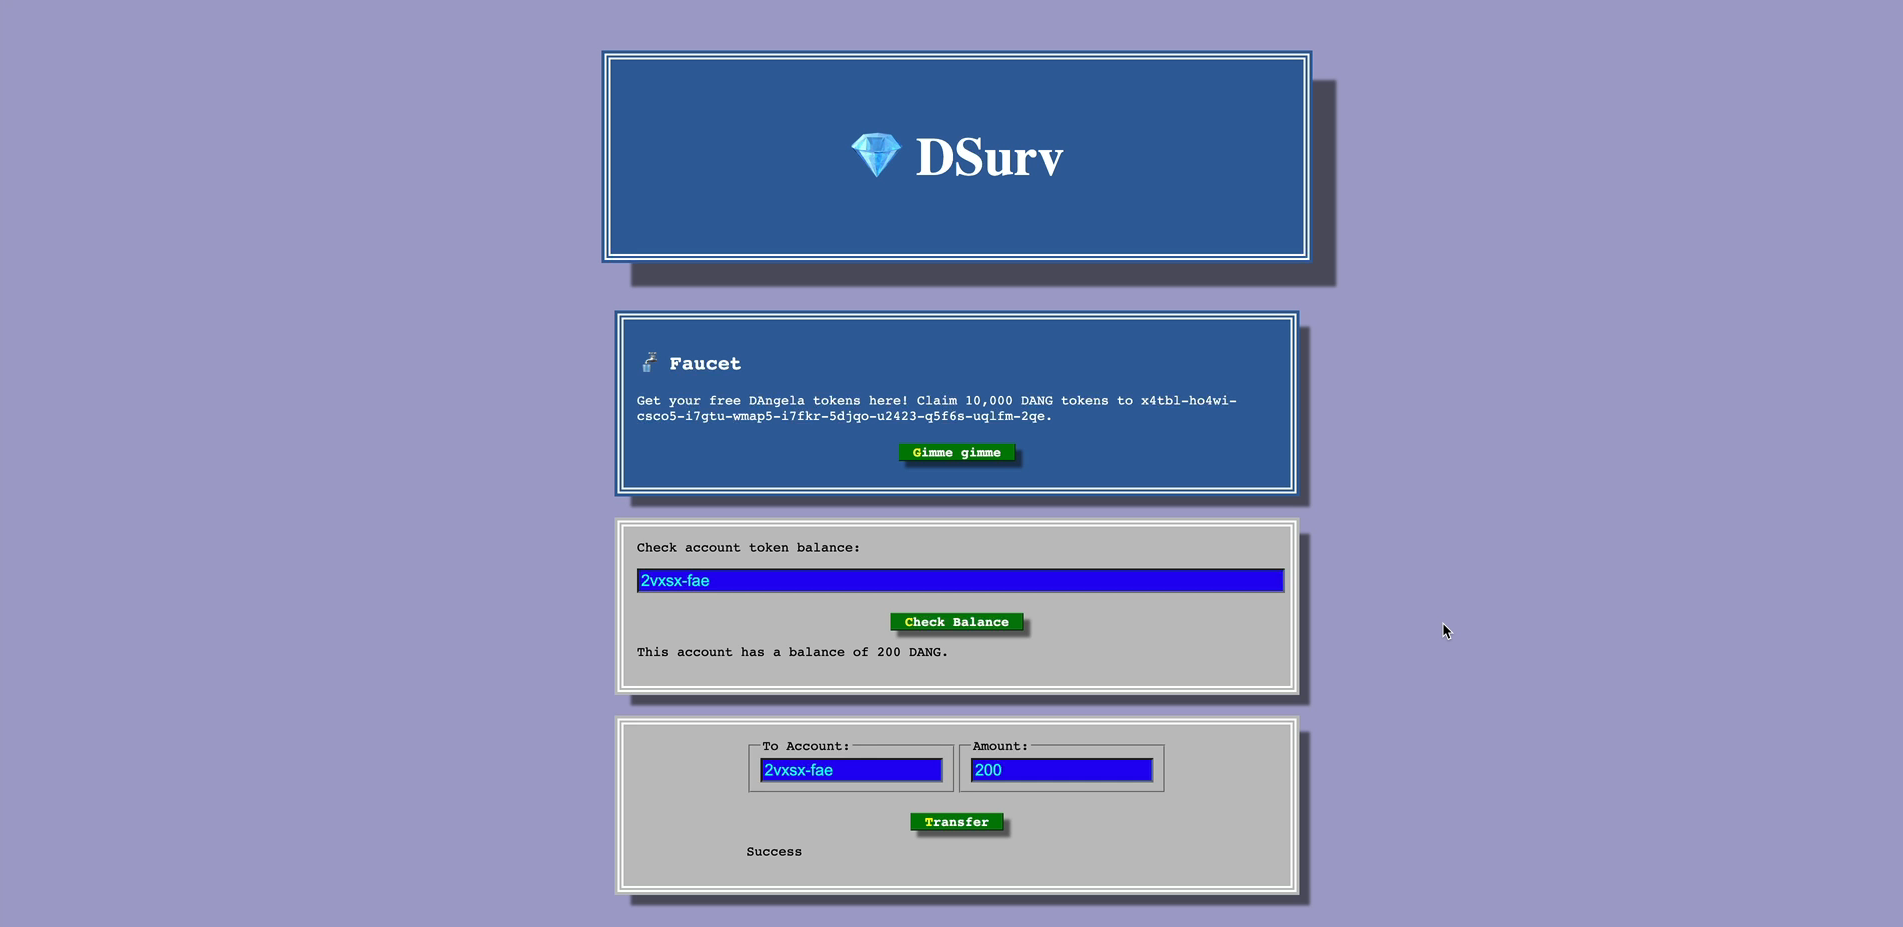 DSurv
Faucet
Get your free DAngela tokens here! Claim 10,000 DANG tokens to x4tbl-ho4wi-
csco5-i7gtu-wmap5-i7fkr-5djqo-u2423-q5f6s-uqlfm-2qe.
Gimme gimme
Check account token balance:
2vxsx-fae
Check Balance
This account has a balance of 200 DANG.
To Account: Amount:
2vxsx-fae 200
Transfer
Success